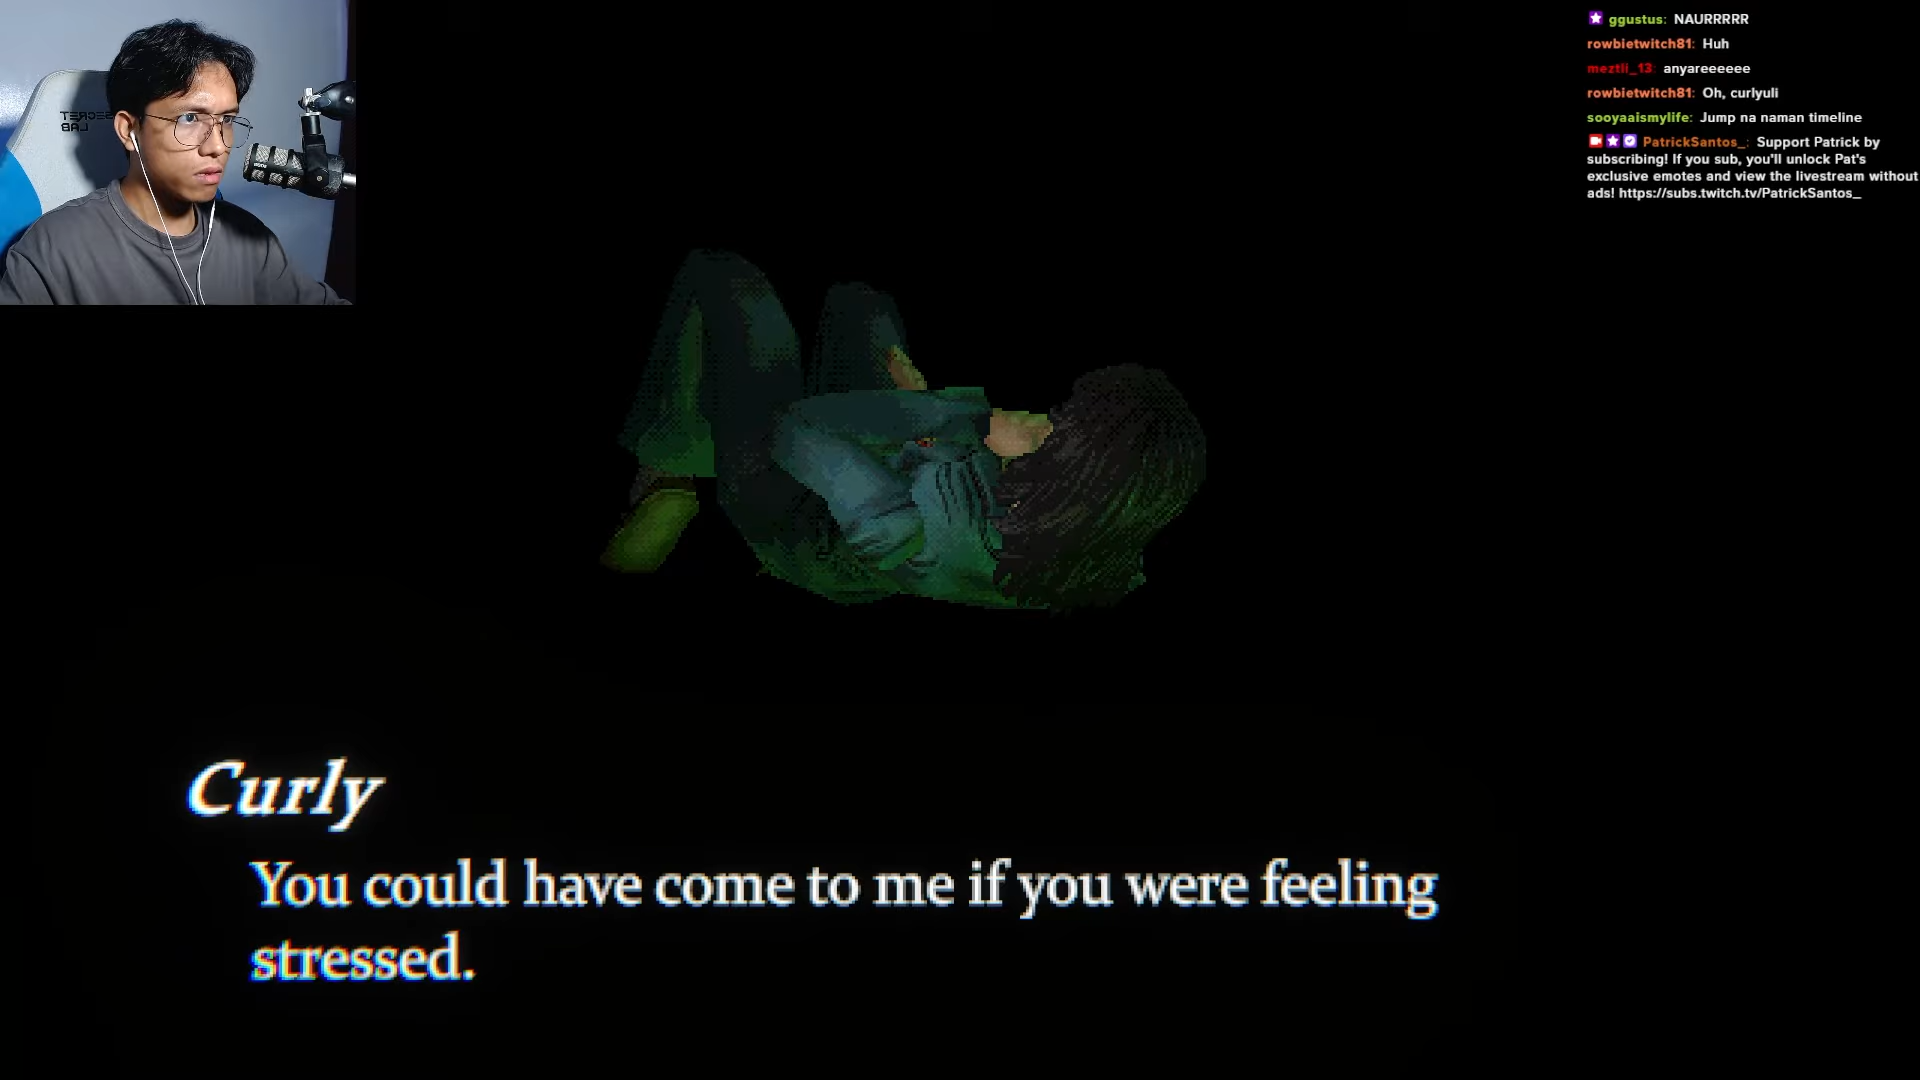 SECRET
LAB
ggustus: NAURRRRR
rowbietwitch81: Huh
meztli_13: anyareeeeee
rowbietwitch81: Oh, curlyuli
sooyaaismylife: Jump na naman timeline
PatrickSantos_: Support Patrick by
subscribing! If you sub, you'll unlock Pat's
exclusive emotes and view the livestream without
ads! https://subs.twitch.tv/PatrickSantos_
Curly
You could have come to me if you were feeling
stressed.